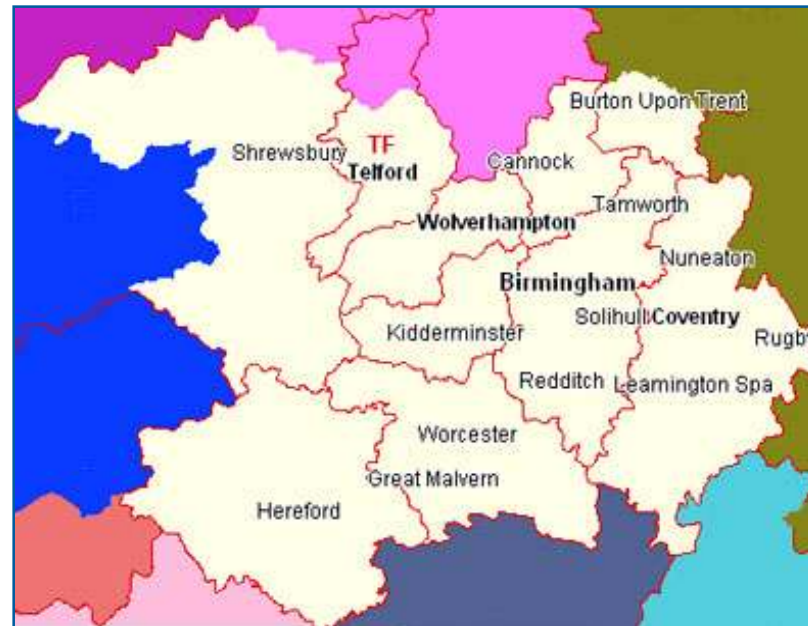 Burton Upon Trent
TF
Shrewsbury
Telford
Cannock
Tamworth
Wolverhampton
Nuneaton
Birmingham
Solihull
Coventry
Kidderminster
Rugby
Redditch
Leamington Spa
Worcester
Great Malvern
Hereford